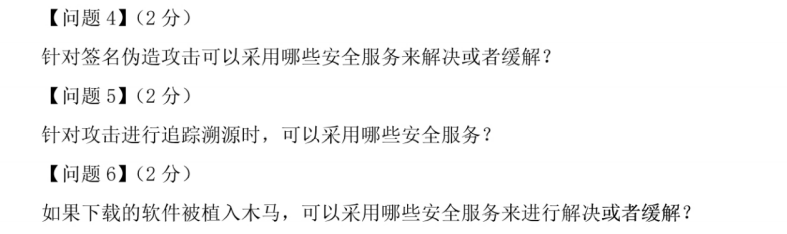 【问题 4】(2 分)
针对签名伪造攻击可以采用哪些安全服务来解决或者缓解？
【问题 5】(2 分)
针对攻击进行追踪溯源时，可以采用哪些安全服务？
【问题 6】(2 分)
如果下载的软件被植入木马，可以采用哪些安全服务来进行解决或者缓解？